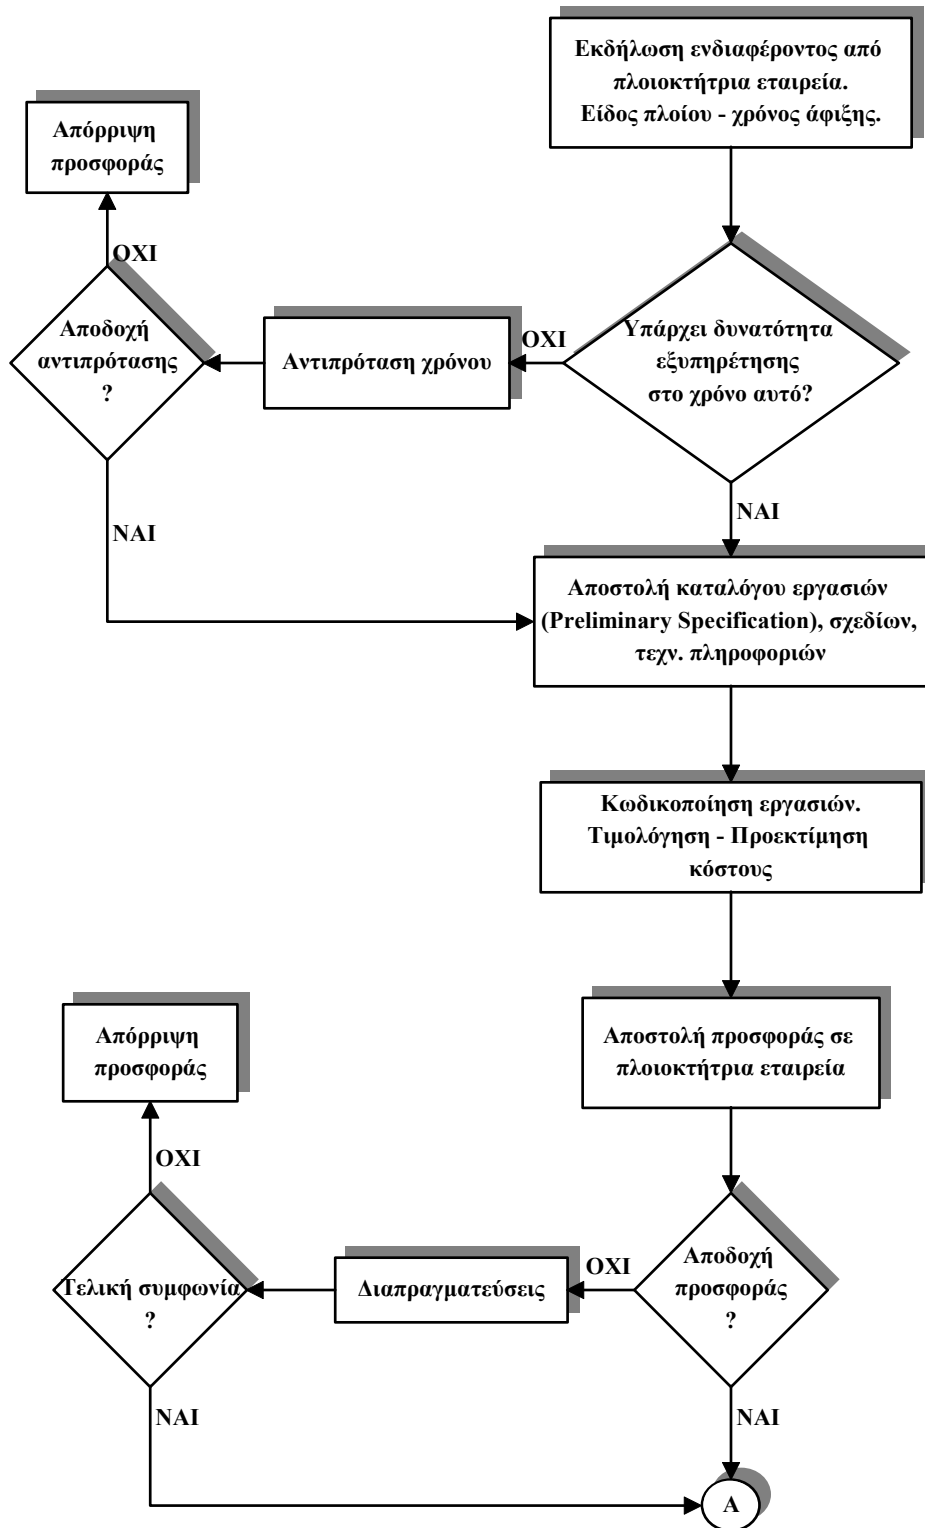 Εκδήλωση ενδιαφέροντος από
πλοιοκτήτρια εταιρεία.
Είδος πλοίου - χρόνος άφιξης.
Απόρριψη
προσφοράς
ΟΧΙ
Αποδοχή
αντιπρότασης
?
Αντιπρόταση χρόνου
ΟΧΙ
Υπάρχει δυνατότητα
εξυπηρέτησης
στο χρόνο αυτό?
ΝΑΙ
ΝΑΙ
Αποστολή καταλόγου εργασιών
(Preliminary Specification), σχεδίων,
τεχν. πληροφοριών
Κωδικοποίηση εργασιών.
Τιμολόγηση - Προεκτίμηση
κόστους
Αποστολή προσφοράς σε
πλοιοκτήτρια εταιρεία
Απόρριψη
προσφοράς
ΟΧΙ
Τελική συμφωνία
?
Διαπραγματεύσεις
ΟΧΙ
Αποδοχή
προσφοράς
?
ΝΑΙ
ΝΑΙ
Α